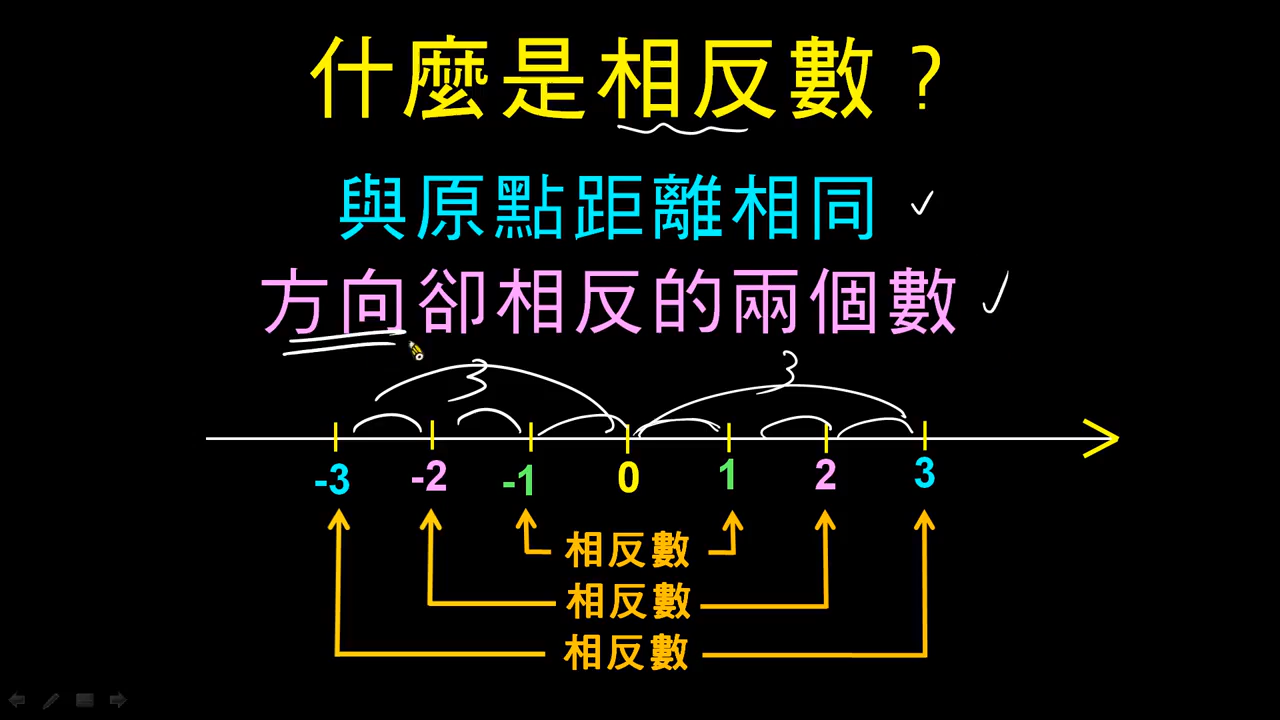 什麼是相反數？
與原點距離相同
方向卻相反的兩個數
3 3
-3 -2 -1 0 1 2 3
相反數
相反數
相反數